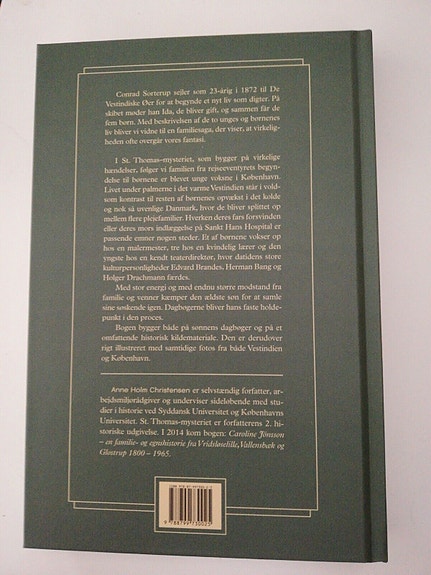 Conrad Sorterup sejler som 23-årig i 1872 til De
Vestindiske Øer for at begynde et nyt liv som digter. På
skibet møder han Ida, de bliver gift, og sammen får de
fem børn. Med beskrivelsen af de to unges og børnenes
liv bliver vi vidne til en familiesaga, der viser, at virkelig-
heden ofte overgår vores fantasi.
I St. Thomas-mysteriet, som bygger på virkelige
hændelser, følger vi familien fra rejseeventyrets begyn-
delse til børnene er blevet unge voksne i København.
Livet under palmerne i det varme Vestindien står i vold-
som kontrast til resten af børnenes opvækst i det kolde
og nok så uvenlige Danmark, hvor de bliver splittet op
mellem flere plejefamilier. Hverken deres fars forsvinden
eller deres mors indlæggelse på Sankt Hans Hospital er
passende emner nogen steder. Et af børnene vokser op
hos en malermester, tre hos en kvindelig lærer og den
yngste hos en kendt teaterdirektør, hvor datidens store
kulturpersonligheder Edvard Brandes, Herman Bang og
Holger Drachmann færdes.
Med stor energi og med endnu større modstand fra
familie og venner kæmper den ældste søn for at samle
sine søskende igen. Dagbøgerne bliver hans faste holde-
punkt i den proces.
Bogen bygger både på sønnens dagbøger og på et
omfattende historisk kildemateriale. Den er derudover
rigt illustreret med samtidige fotos fra både Vestindien
og København.
Anne Holm Christensen er selvstændig forfatter, ar-
bejdsmiljørådgiver og underviser sideløbende med stu-
dier i historie ved Syddansk Universitet og Københavns
Universitet. St. Thomas-mysteriet er forfatterens 2. hi-
storiske udgivelse. I 2014 kom bogen: Caroline Jönsson
– en familie- og egnshistorie fra Vridsløselille, Vallensbæk og
Glostrup 1800 – 1965.
9 788799 730025